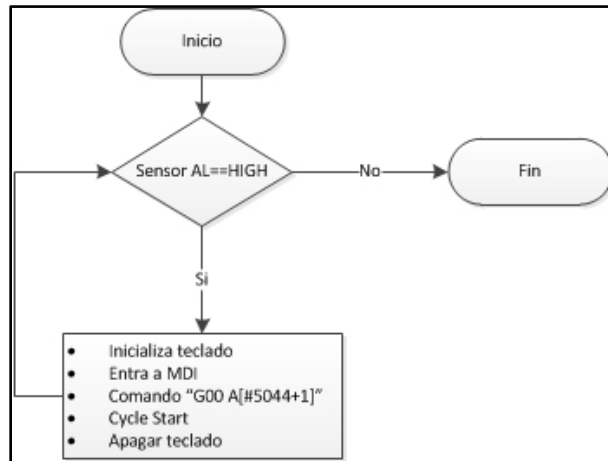 Inicio
Sensor AL==HIGH
No
Fin
Si
• Inicializa teclado
• Entra a MDI
• Comando “G00 A[#5044+1]”
• Cycle Start
• Apagar teclado